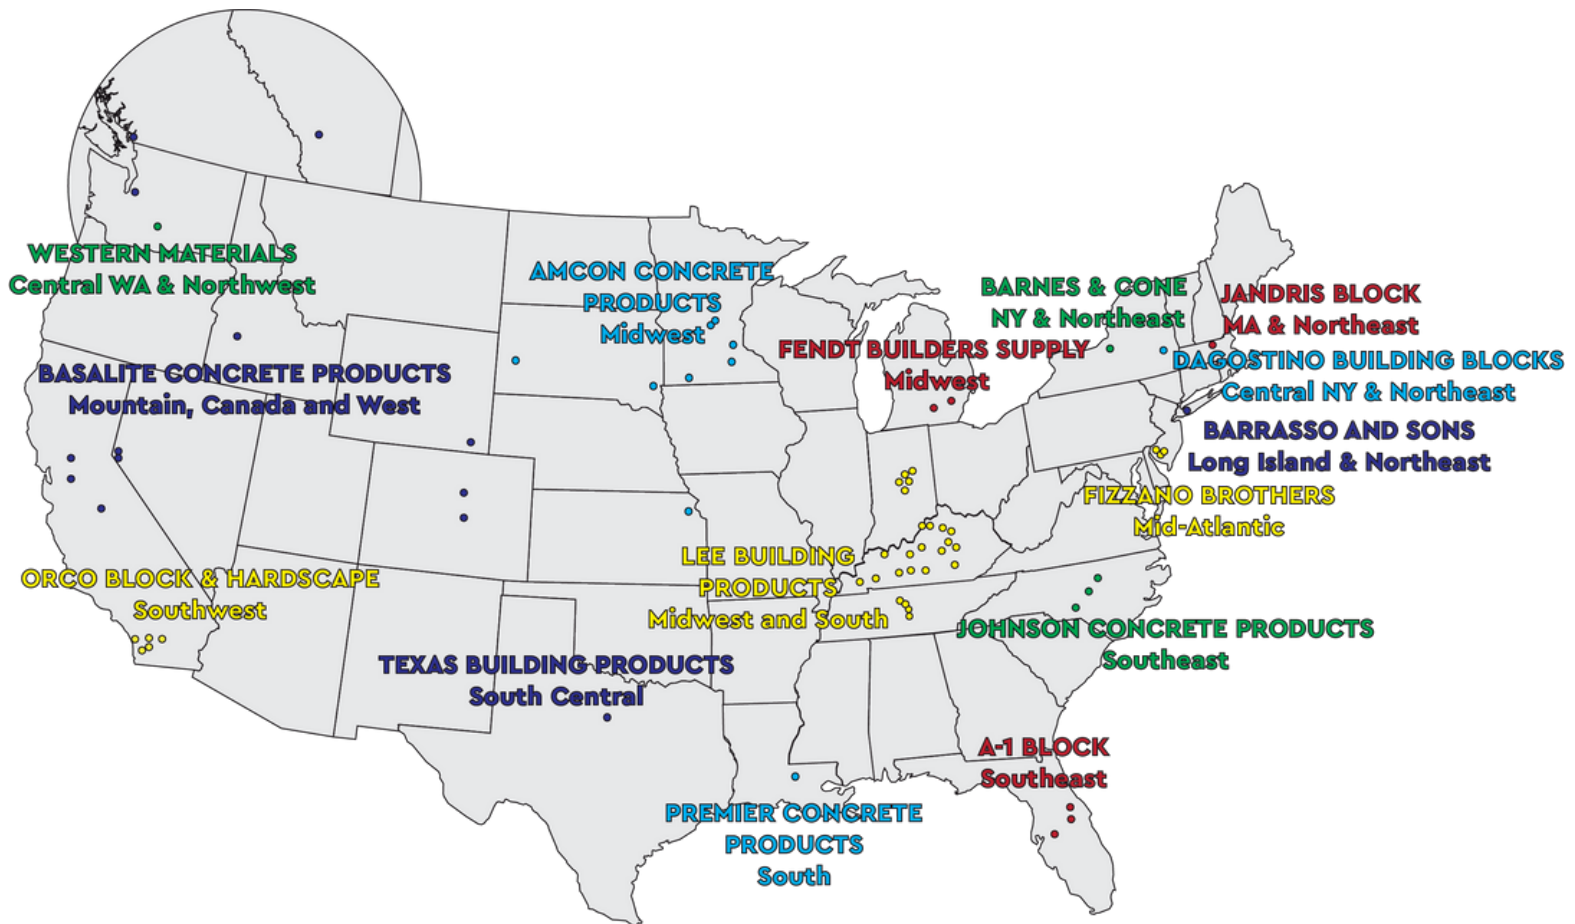 WESTERN MATERIALS
Central WA & Northwest
AMCON CONCRETE
PRODUCTS
Midwest
BARNES & CONE
NY & Northeast
JANDRIS BLOCK
MA & Northeast
FENDT BUILDERS SUPPLY
Midwest
DAGOSTINO BUILDING BLOCKS
Central NY & Northeast
BASALITE CONCRETE PRODUCTS
Mountain, Canada and West
BARRASSO AND SONS
Long Island & Northeast
FIZZANO BROTHERS
Mid-Atlantic
LEE BUILDING
PRODUCTS
Midwest and South
ORCO BLOCK & HARDSCAPE
Southwest
JOHNSON CONCRETE PRODUCTS
Southeast
TEXAS BUILDING PRODUCTS
South Central
A-1 BLOCK
Southeast
PREMIER CONCRETE
PRODUCTS
South